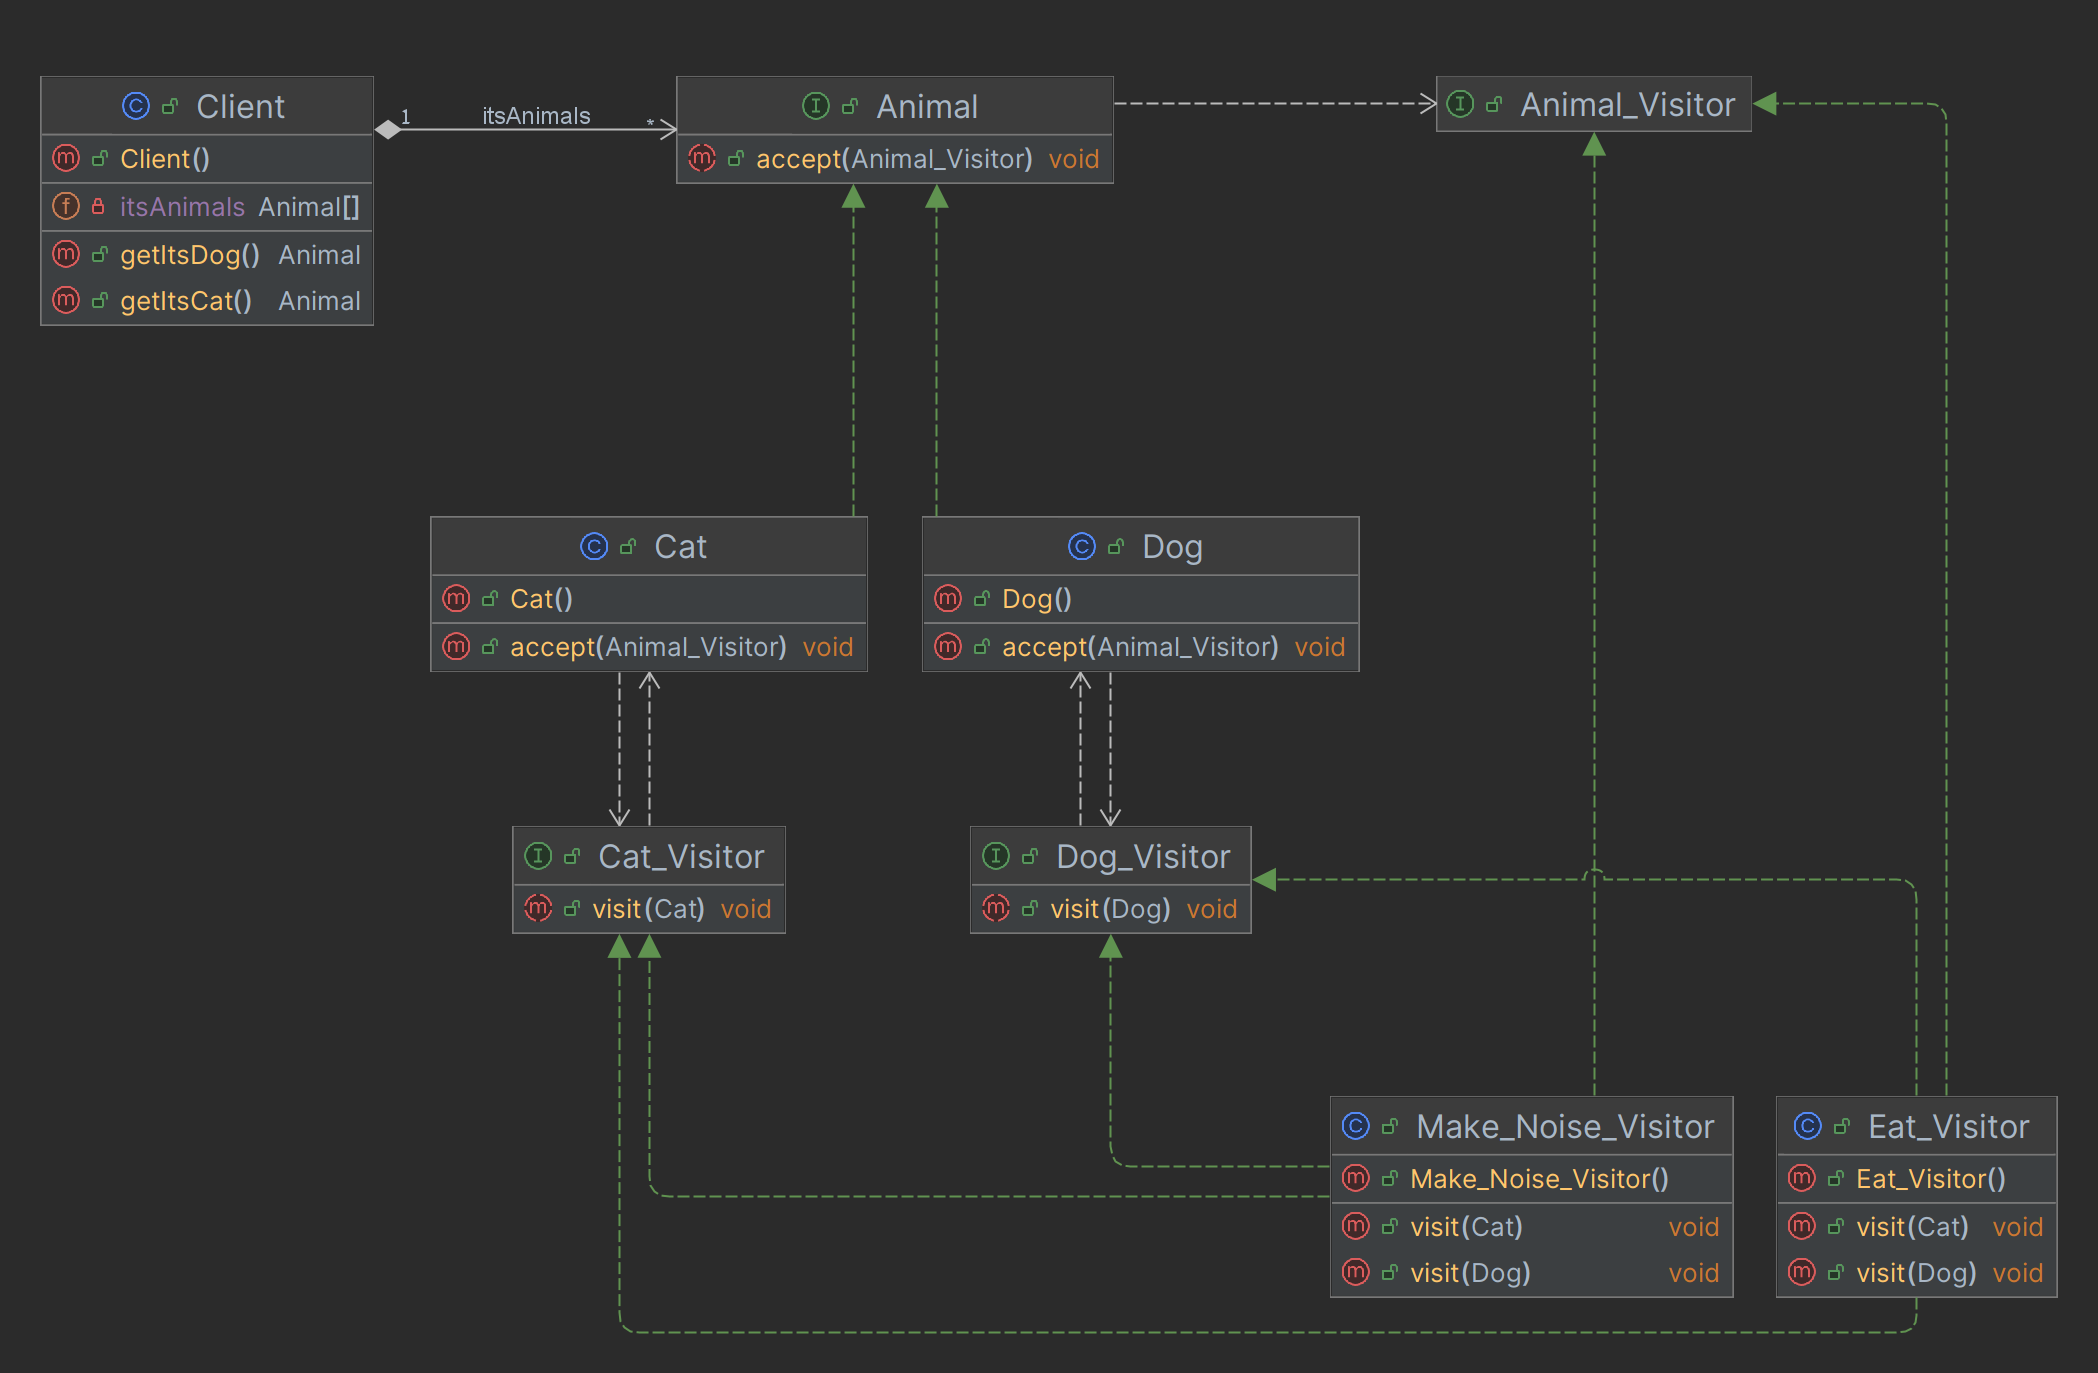 Client
Client()
itsAnimals Animal[]
getItsDog() Animal
getItsCat() Animal
1 itsAnimals *
Animal
accept(Animal_Visitor) void
Animal_Visitor
Cat
Cat()
accept(Animal_Visitor) void
Dog
Dog()
accept(Animal_Visitor) void
Cat_Visitor
visit(Cat) void
Dog_Visitor
visit(Dog) void
Make_Noise_Visitor
Make_Noise_Visitor()
visit(Cat) void
visit(Dog) void
Eat_Visitor
Eat_Visitor()
visit(Cat) void
visit(Dog) void